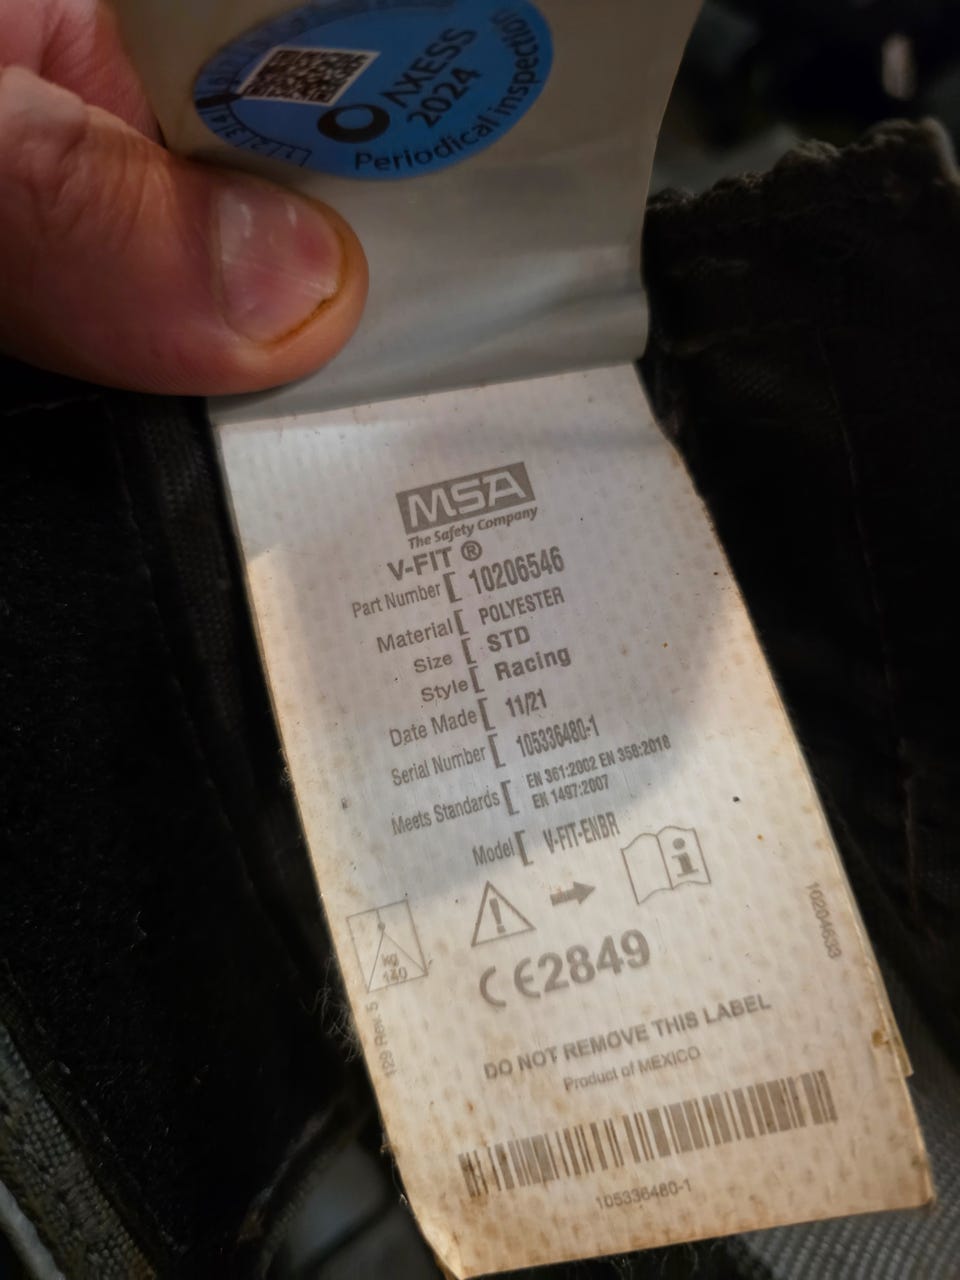 AXESS
2024
Periodical inspection
MSA
The Safety Company
V-FIT ®
Part Number [ 10206546
Material [ POLYESTER
Size [ STD
Style [ Racing
Date Made [ 11/21
Serial Number [ 105336480-1
Meets Standards [ EN 361:2002 EN 358:2018
EN 1497:2007
Model [ V-FIT-ENBR
kg
140
129 Rev. 5
10204633
CE2849
DO NOT REMOVE THIS LABEL
Product of MEXICO
105336480-1